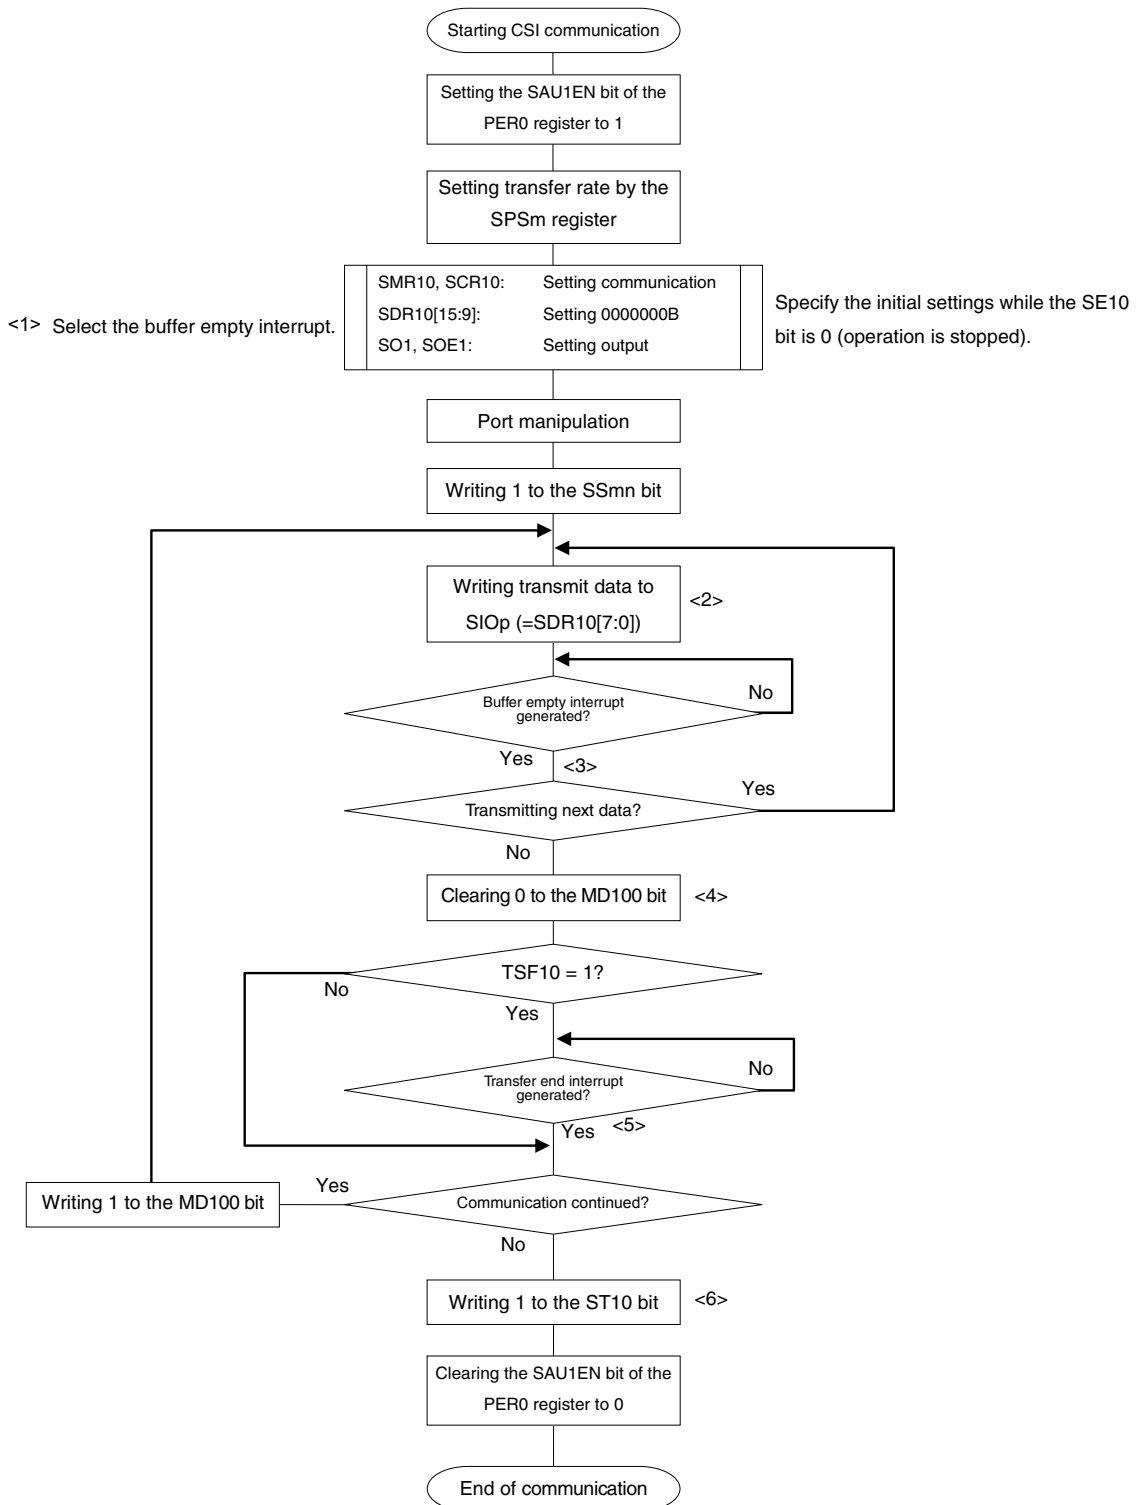 Starting CSI communication
Setting the SAU1EN bit of the
PER0 register to 1
Setting transfer rate by the
SPSm register
<1> Select the buffer empty interrupt.
SMR10, SCR10: Setting communication
SDR10[15:9]: Setting 0000000B
SO1, SOE1: Setting output
Specify the initial settings while the SE10
bit is 0 (operation is stopped).
Port manipulation
Writing 1 to the SSmn bit
Writing transmit data to
SIOp (=SDR10[7:0])
<2>
Buffer empty interrupt
generated?
No
Yes
<3>
Transmitting next data?
Yes
No
Clearing 0 to the MD100 bit
<4>
TSF10 = 1?
No
Yes
Transfer end interrupt
generated?
No
Yes
<5>
Communication continued?
Yes
Writing 1 to the MD100 bit
No
Writing 1 to the ST10 bit
<6>
Clearing the SAU1EN bit of the
PER0 register to 0
End of communication